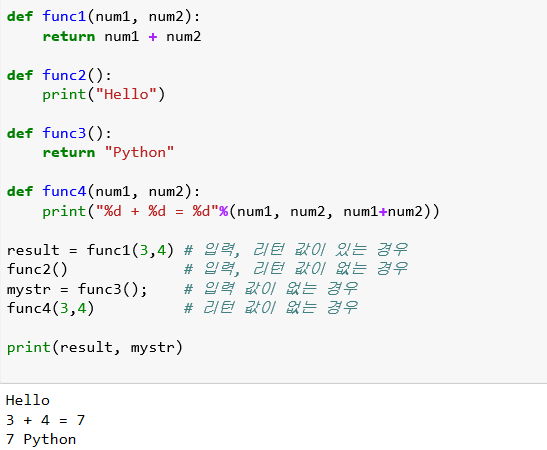 def func1(num1, num2):
    return num1 + num2
def func2():
    print("Hello")
def func3():
    return "Python"
def func4(num1, num2):
    print("%d + %d = %d"%(num1, num2, num1+num2))
result = func1(3,4) # 입력, 리턴 값이 있는 경우
func2()             # 입력, 리턴 값이 없는 경우
mystr = func3();    # 입력 값이 없는 경우
func4(3,4)          # 리턴 값이 없는 경우
print(result, mystr)
Hello
3 + 4 = 7
7 Python